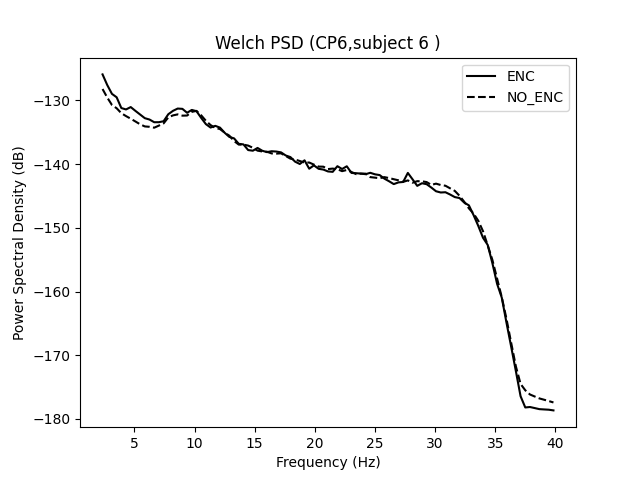 Welch PSD (CP6,subject 6 )
ENC
NO_ENC
Power Spectral Density (dB)
−130
−140
−150
−160
−170
−180
5 10 15 20 25 30 35 40
Frequency (Hz)